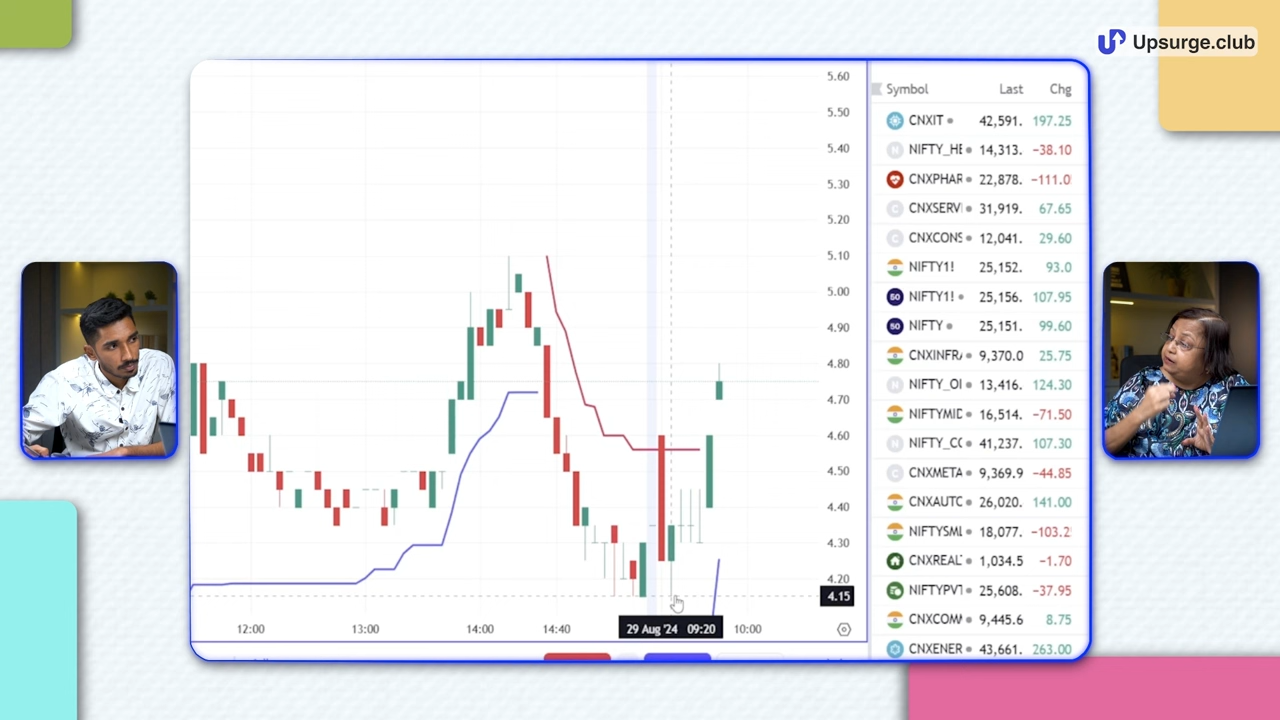 Upsurge.club
5.60
5.50
5.40
5.30
5.20
5.10
5.00
4.90
4.80
4.70
4.60
4.50
4.40
4.30
4.20
4.15
12:00 13:00 14:00 14:40 29 Aug '24 09:20 10:00
Symbol Last Chg
CNXIT 42,591. 197.25
NIFTY_HE 14,313. −38.10
CNXPHAR 22,878. −111.0
CNXSERVI 31,919. 67.65
CNXCONS 12,041. 29.60
NIFTY1! 25,152. 93.0
50 NIFTY1! 25,156. 107.95
50 NIFTY 25,151. 99.60
CNXINFRA 9,370.0 25.75
N NIFTY_OI 13,416. 124.30
NIFTYMID 16,514. −71.50
N NIFTY_CO 41,237. 107.30
CNXMETA 9,369.9 −44.85
CNXAUTO 26,020. 141.00
NIFTYSML 18,077. −103.2
CNXREAL 1,034.5 −1.70
NIFTYPVT 25,608. −37.95
CNXCOMM 9,445.6 8.75
CNXENER 43,661. 263.00